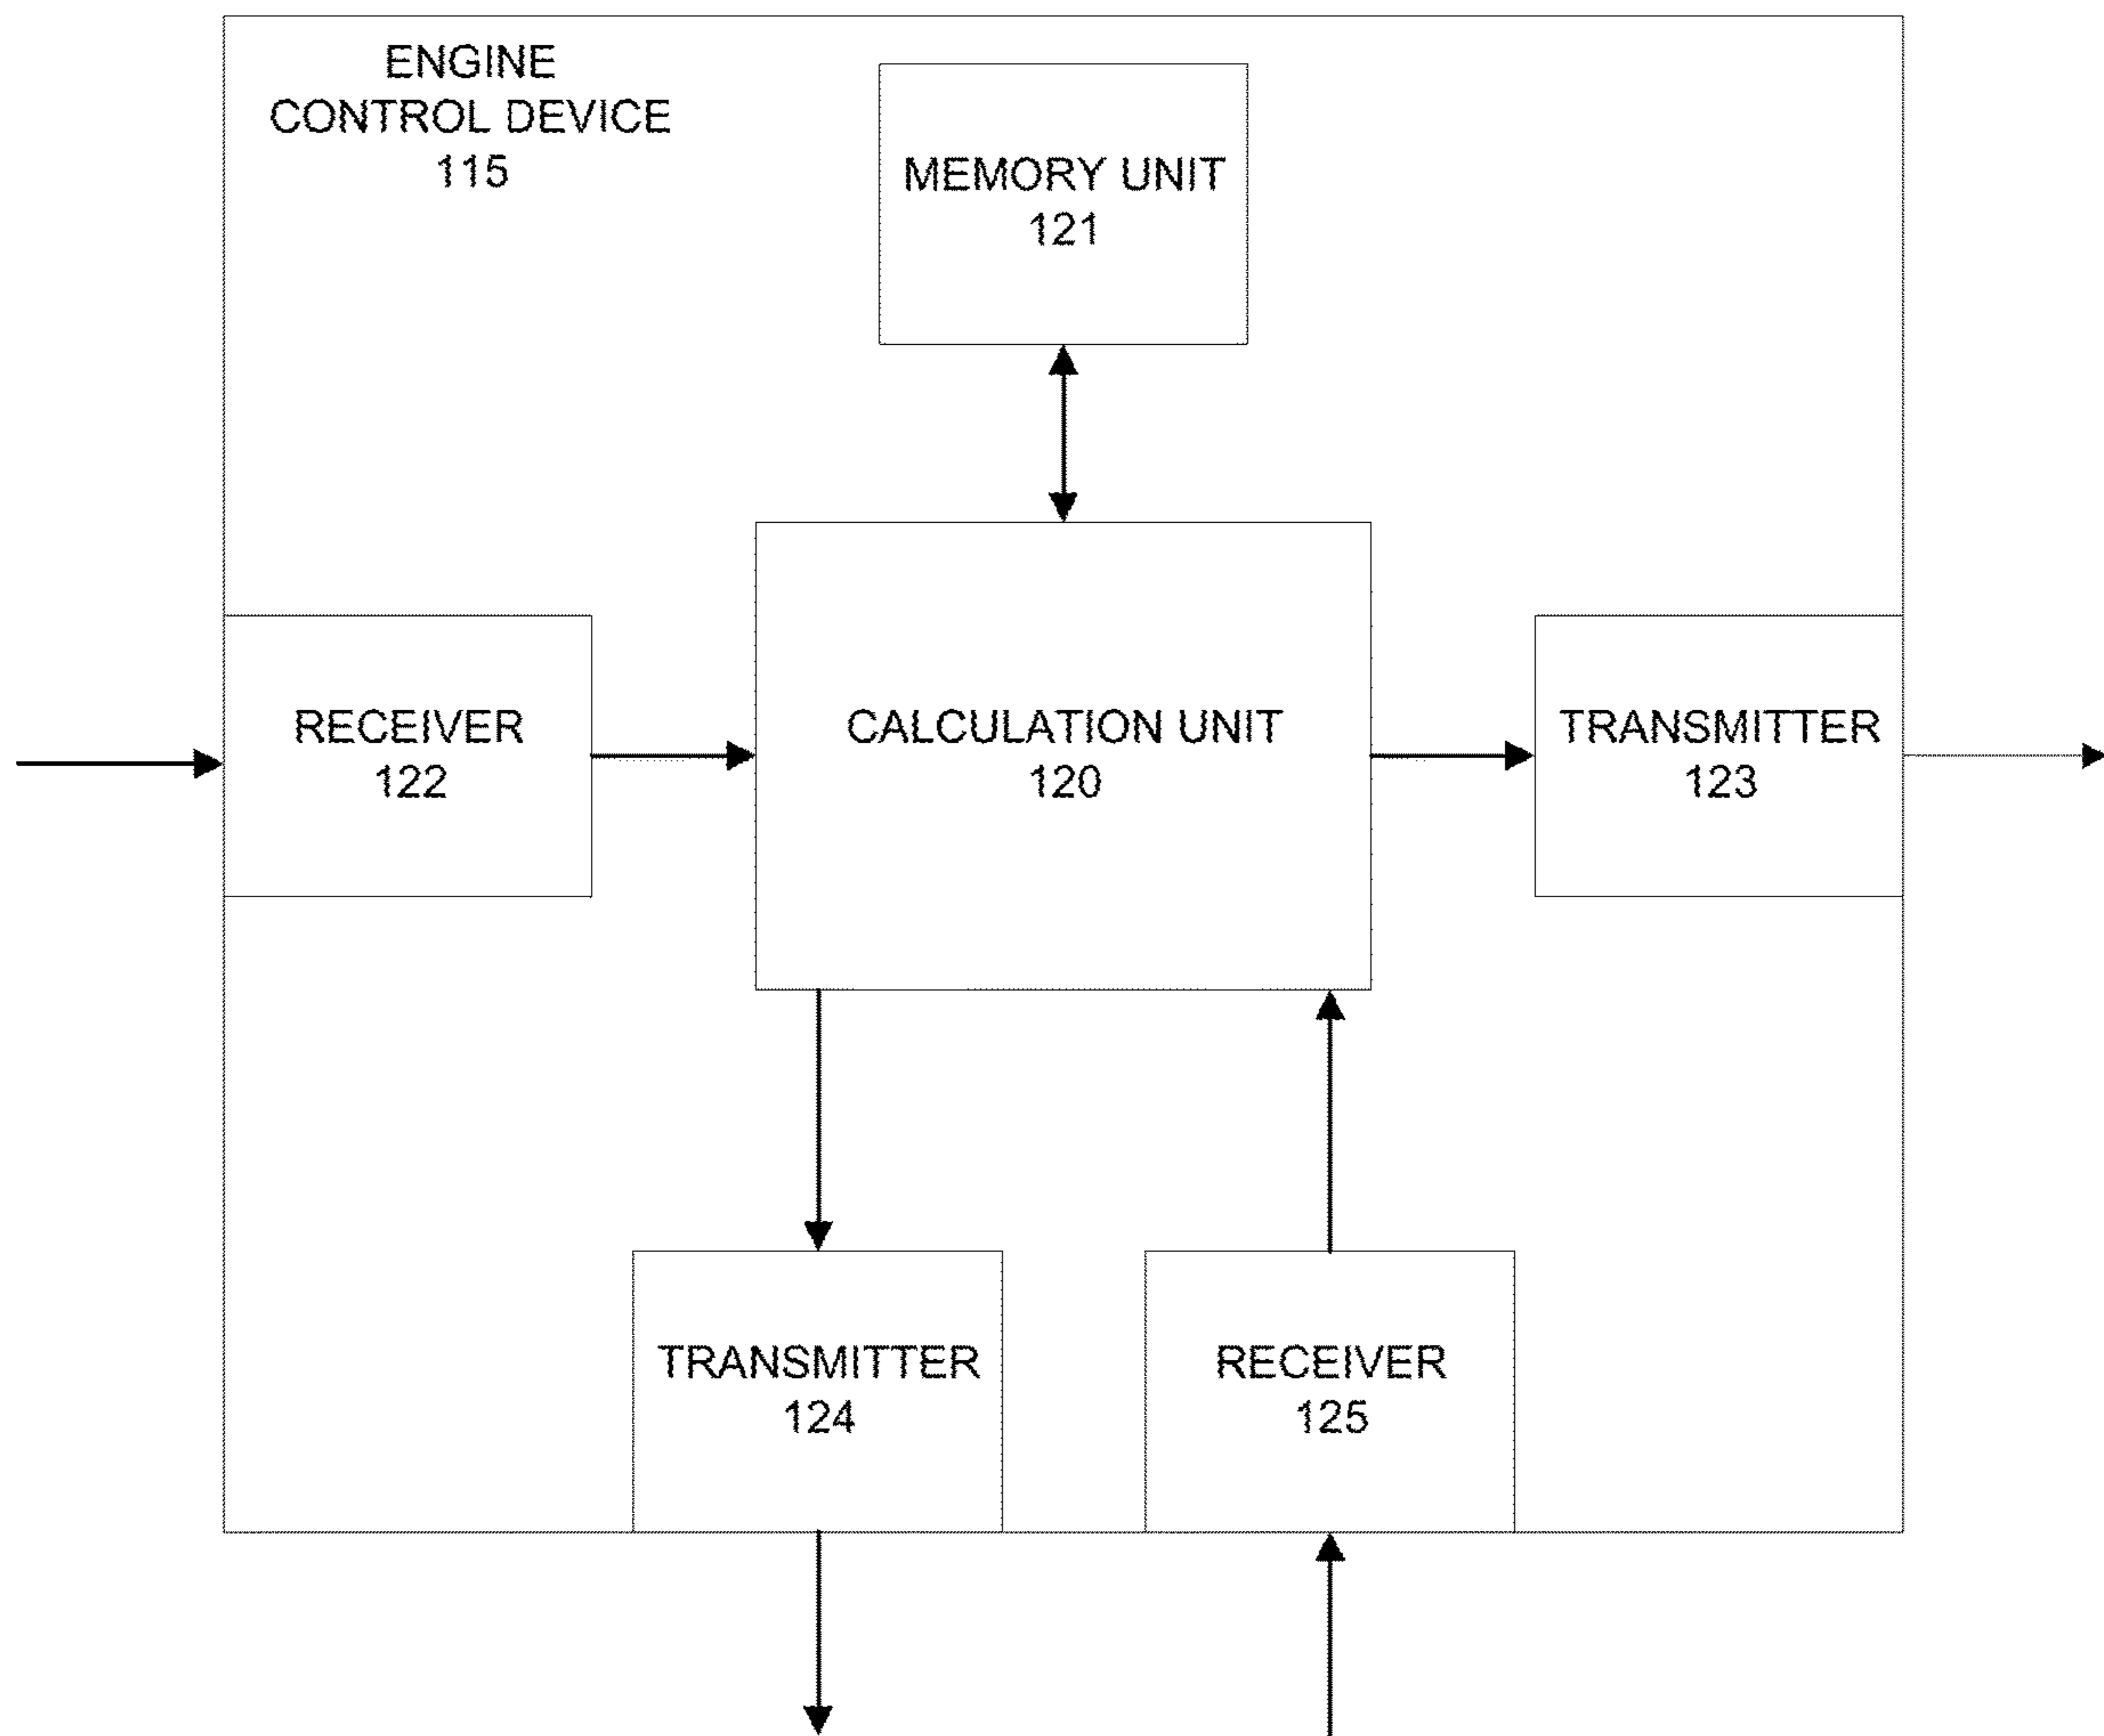 ENGINE
CONTROL DEVICE
115
MEMORY UNIT
121
RECEIVER
122
CALCULATION UNIT
120
TRANSMITTER
123
TRANSMITTER
124
RECEIVER
125